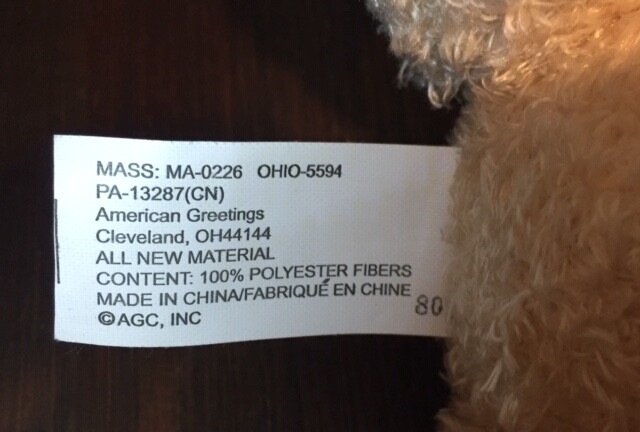 MASS: MA-0226 OHIO-5594
PA-13287(CN)
American Greetings
Cleveland, OH44144
ALL NEW MATERIAL
CONTENT: 100% POLYESTER FIBERS
MADE IN CHINA/FABRIQUÉ EN CHINE
©AGC, INC
80